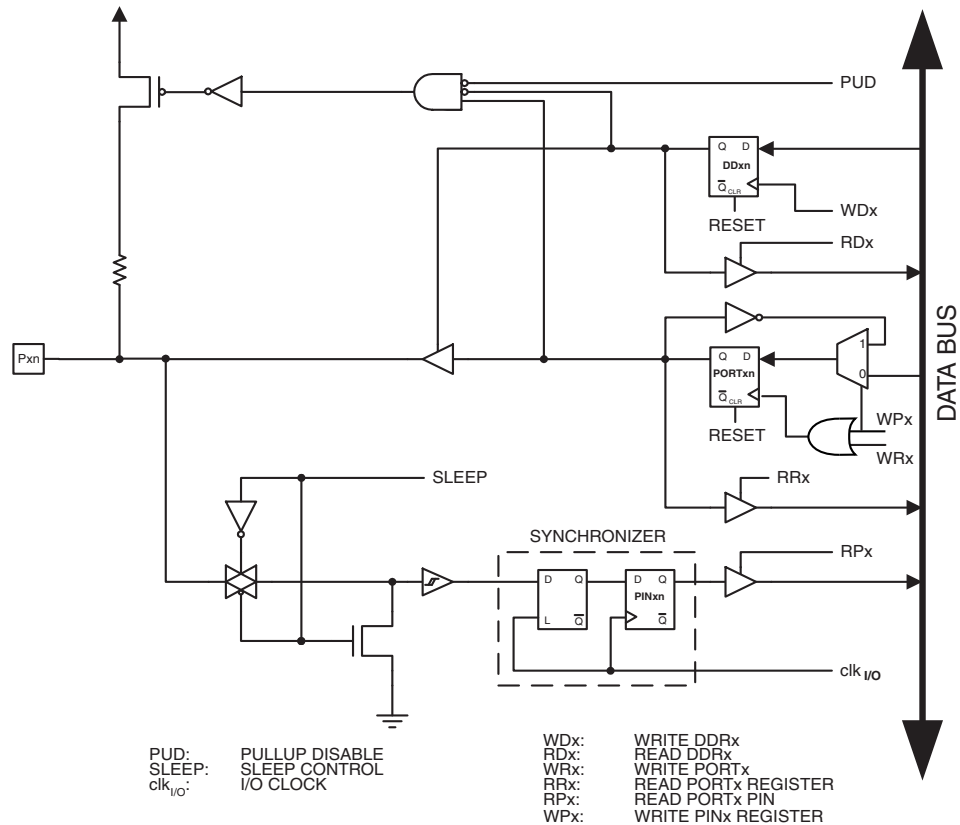 PUD
Q D
DDxn
Q CLR
WDx
RESET
RDx
DATA BUS
1
Pxn
Q D
PORTxn
0
Q CLR
RESET
WPx
WRx
SLEEP
RRx
SYNCHRONIZER
RPx
D Q
D Q
PINxn
L Q
Q
clk I/O
PUD: PULLUP DISABLE
SLEEP: SLEEP CONTROL
clkI/O: I/O CLOCK
WDx: WRITE DDRx
RDx: READ DDRx
WRx: WRITE PORTx
RRx: READ PORTx REGISTER
RPx: READ PORTx PIN
WPx: WRITE PINx REGISTER